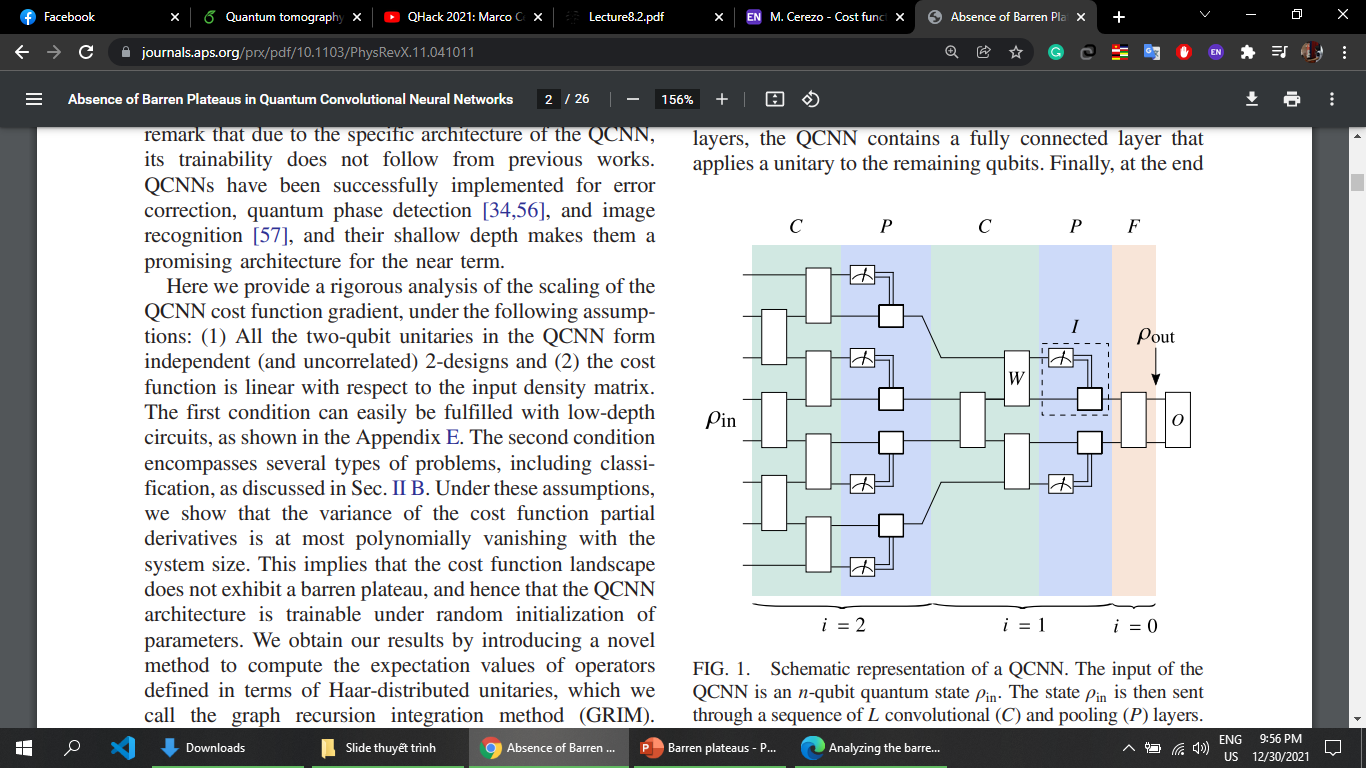 Facebook
Quantum tomography
QHack 2021: Marco C
Lecture8.2.pdf
EN M. Cerezo - Cost func
Absence of Barren Pla
journals.aps.org/prx/pdf/10.1103/PhysRevX.11.041011
EN
Absence of Barren Plateaus in Quantum Convolutional Neural Networks
2 / 26
156%
remark that due to the specific architecture of the QCNN,
its trainability does not follow from previous works.
QCNNs have been successfully implemented for error
correction, quantum phase detection [34,56], and image
recognition [57], and their shallow depth makes them a
promising architecture for the near term.
Here we provide a rigorous analysis of the scaling of the
QCNN cost function gradient, under the following assump-
tions: (1) All the two-qubit unitaries in the QCNN form
independent (and uncorrelated) 2-designs and (2) the cost
function is linear with respect to the input density matrix.
The first condition can easily be fulfilled with low-depth
circuits, as shown in the Appendix E. The second condition
encompasses several types of problems, including classi-
fication, as discussed in Sec. II B. Under these assumptions,
we show that the variance of the cost function partial
derivatives is at most polynomially vanishing with the
system size. This implies that the cost function landscape
does not exhibit a barren plateau, and hence that the QCNN
architecture is trainable under random initialization of
parameters. We obtain our results by introducing a novel
method to compute the expectation values of operators
defined in terms of Haar-distributed unitaries, which we
call the graph recursion integration method (GRIM).
layers, the QCNN contains a fully connected layer that
applies a unitary to the remaining qubits. Finally, at the end
C P C P F
I
ρout
W
ρin
O
i = 2 i = 1 i = 0
FIG. 1. Schematic representation of a QCNN. The input of the
QCNN is an n-qubit quantum state ρin. The state ρin is then sent
through a sequence of L convolutional (C) and pooling (P) layers.
Downloads
Slide thuyết trình
Absence of Barren ...
Barren plateaus - P...
Analyzing the barre...
ENG
US
9:56 PM
12/30/2021